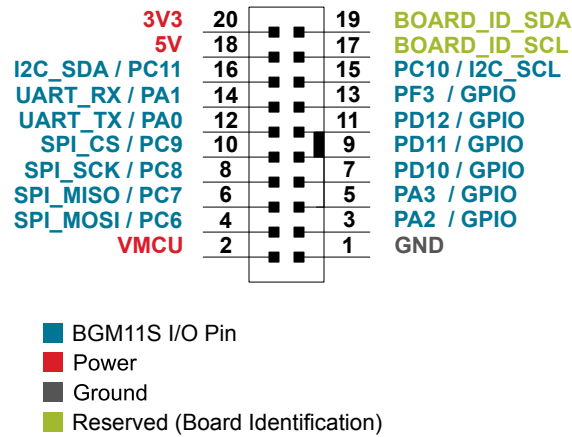 3V3 20 19 BOARD_ID_SDA
5V 18 17 BOARD_ID_SCL
I2C_SDA / PC11 16 15 PC10 / I2C_SCL
UART_RX / PA1 14 13 PF3 / GPIO
UART_TX / PA0 12 11 PD12 / GPIO
SPI_CS / PC9 10 9 PD11 / GPIO
SPI_SCK / PC8 8 7 PD10 / GPIO
SPI_MISO / PC7 6 5 PA3 / GPIO
SPI_MOSI / PC6 4 3 PA2 / GPIO
VMCU 2 1 GND
BGM11S I/O Pin
Power
Ground
Reserved (Board Identification)